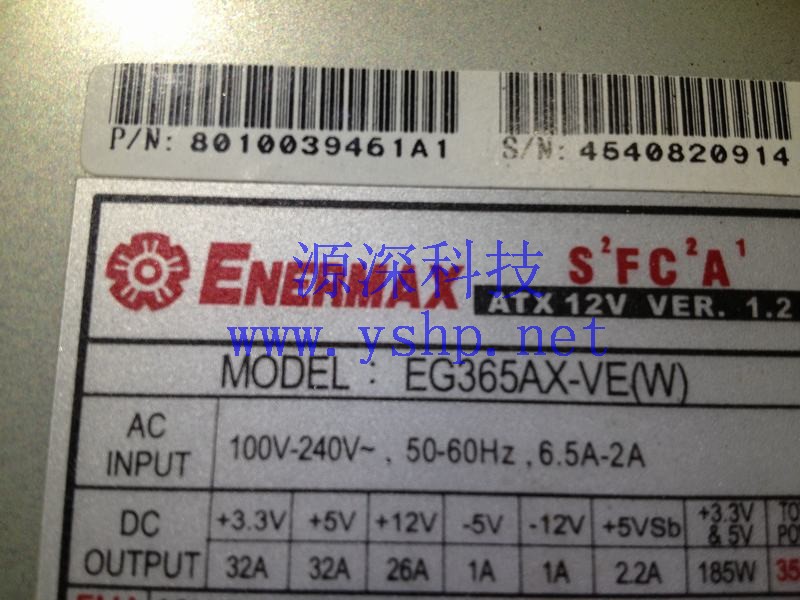 P/N: 8010039461A1
S/N: 4540820914
源深科技
www.yshp.net
ENERMAX
S²FC²A¹
ATX 12V VER. 1.2
MODEL : EG365AX-VE(W)
AC INPUT 100V-240V~ , 50-60Hz , 6.5A-2A
DC OUTPUT +3.3V +5V +12V -5V -12V +5VSb +3.3V & 5V
32A 32A 26A 1A 1A 2.2A 185W